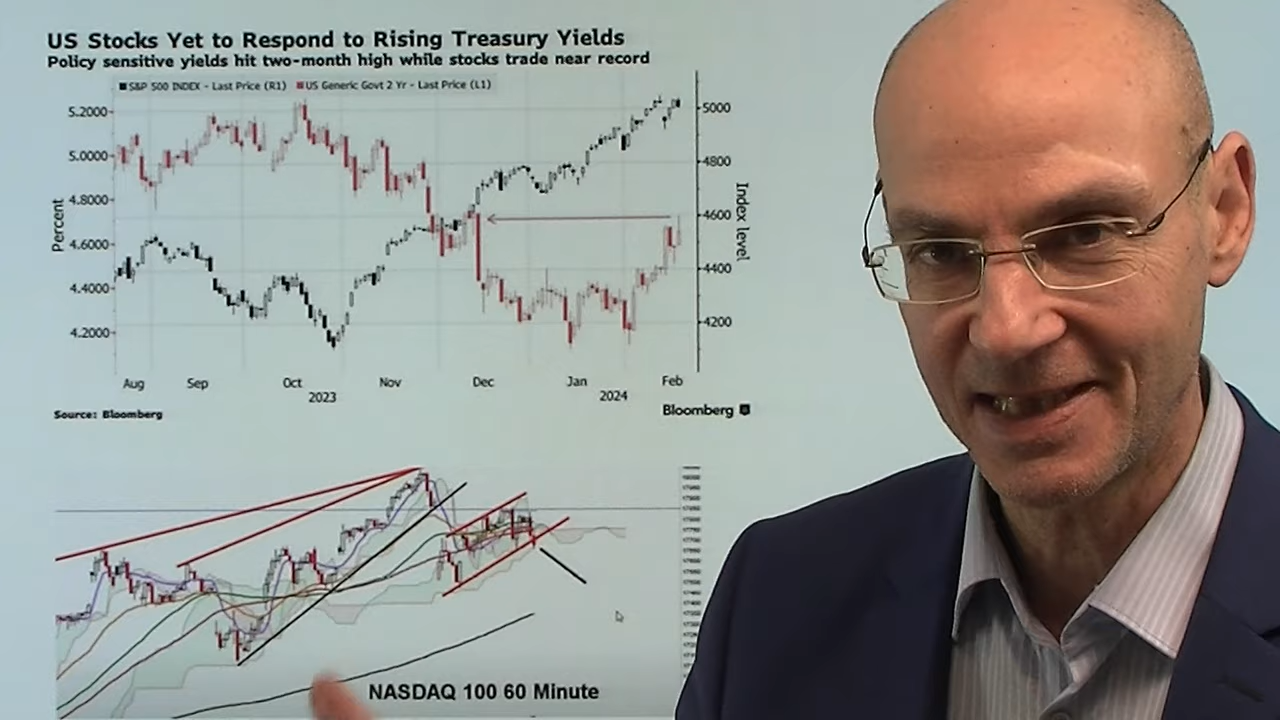 US Stocks Yet to Respond to Rising Treasury Yields
Policy sensitive yields hit two-month high while stocks trade near record
S&P 500 INDEX - Last Price (R1) US Generic Govt 2 Yr - Last Price (L1)
5.2000
5.0000
4.8000
4.6000
4.4000
4.2000
Percent
5000
4800
4600
4400
4200
Index level
Aug Sep Oct Nov Dec Jan Feb
2023 2024
Source: Bloomberg
Bloomberg
NASDAQ 100 60 Minute